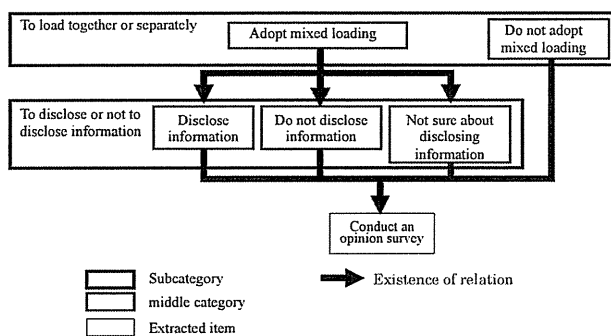 To load together or separately
Adopt mixed loading
Do not adopt
mixed loading
To disclose or not to
disclose information
Disclose
information
Do not disclose
information
Not sure about
disclosing
information
Conduct an
opinion survey
Subcategory
Existence of relation
middle category
Extracted item